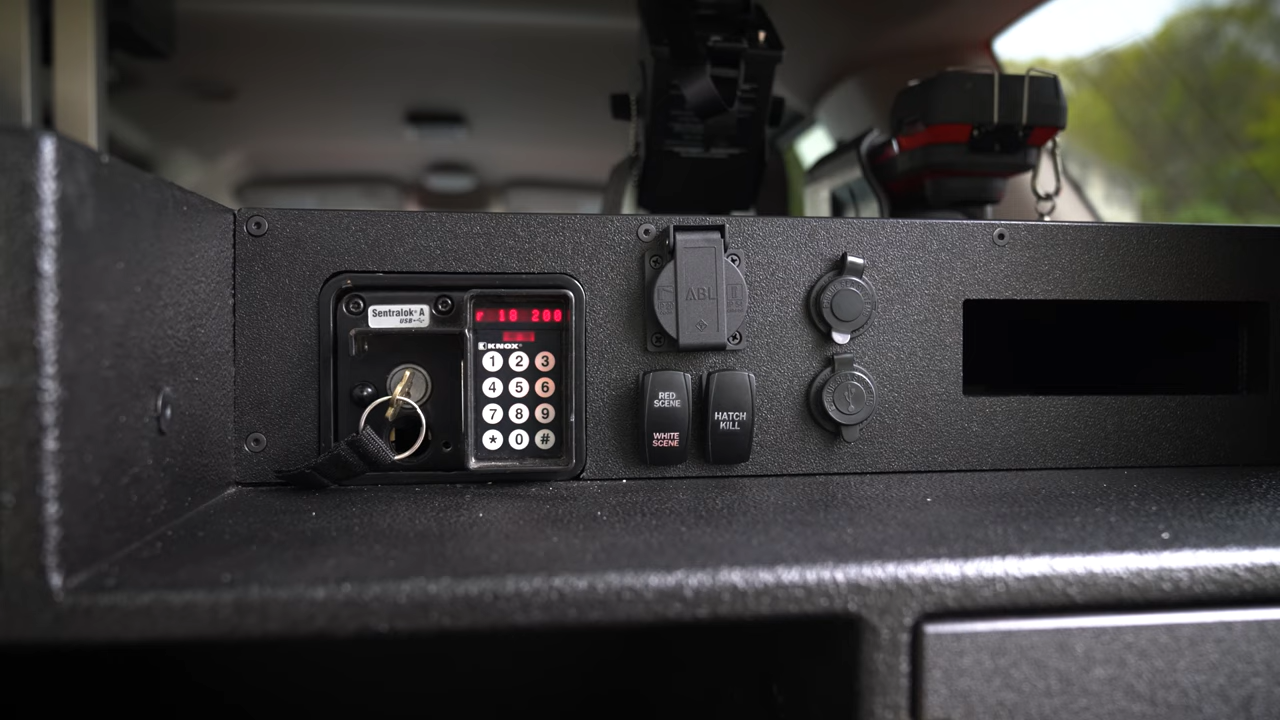 Sentralok® A
USB
r 18 200
KNOX®
1 2 3
4 5 6
7 8 9
* 0 #
ABL
RED
SCENE
WHITE
SCENE
HATCH
KILL